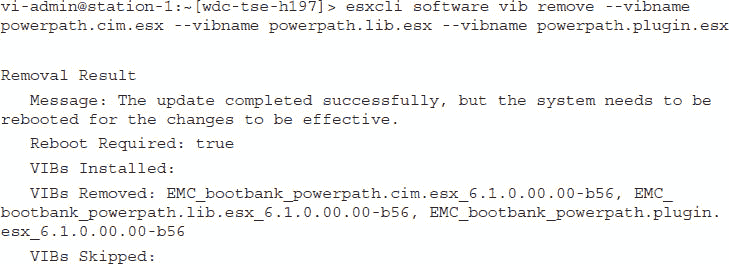 vi-admin@station-1:~[wdc-tse-h197]> esxcli software vib remove --vibname
powerpath.cim.esx --vibname powerpath.lib.esx --vibname powerpath.plugin.esx
Removal Result
Message: The update completed successfully, but the system needs to be
rebooted for the changes to be effective.
Reboot Required: true
VIBs Installed:
VIBs Removed: EMC_bootbank_powerpath.cim.esx_6.1.0.00.00-b56, EMC_
bootbank_powerpath.lib.esx_6.1.0.00.00-b56, EMC_bootbank_powerpath.plugin.
esx_6.1.0.00.00-b56
VIBs Skipped: